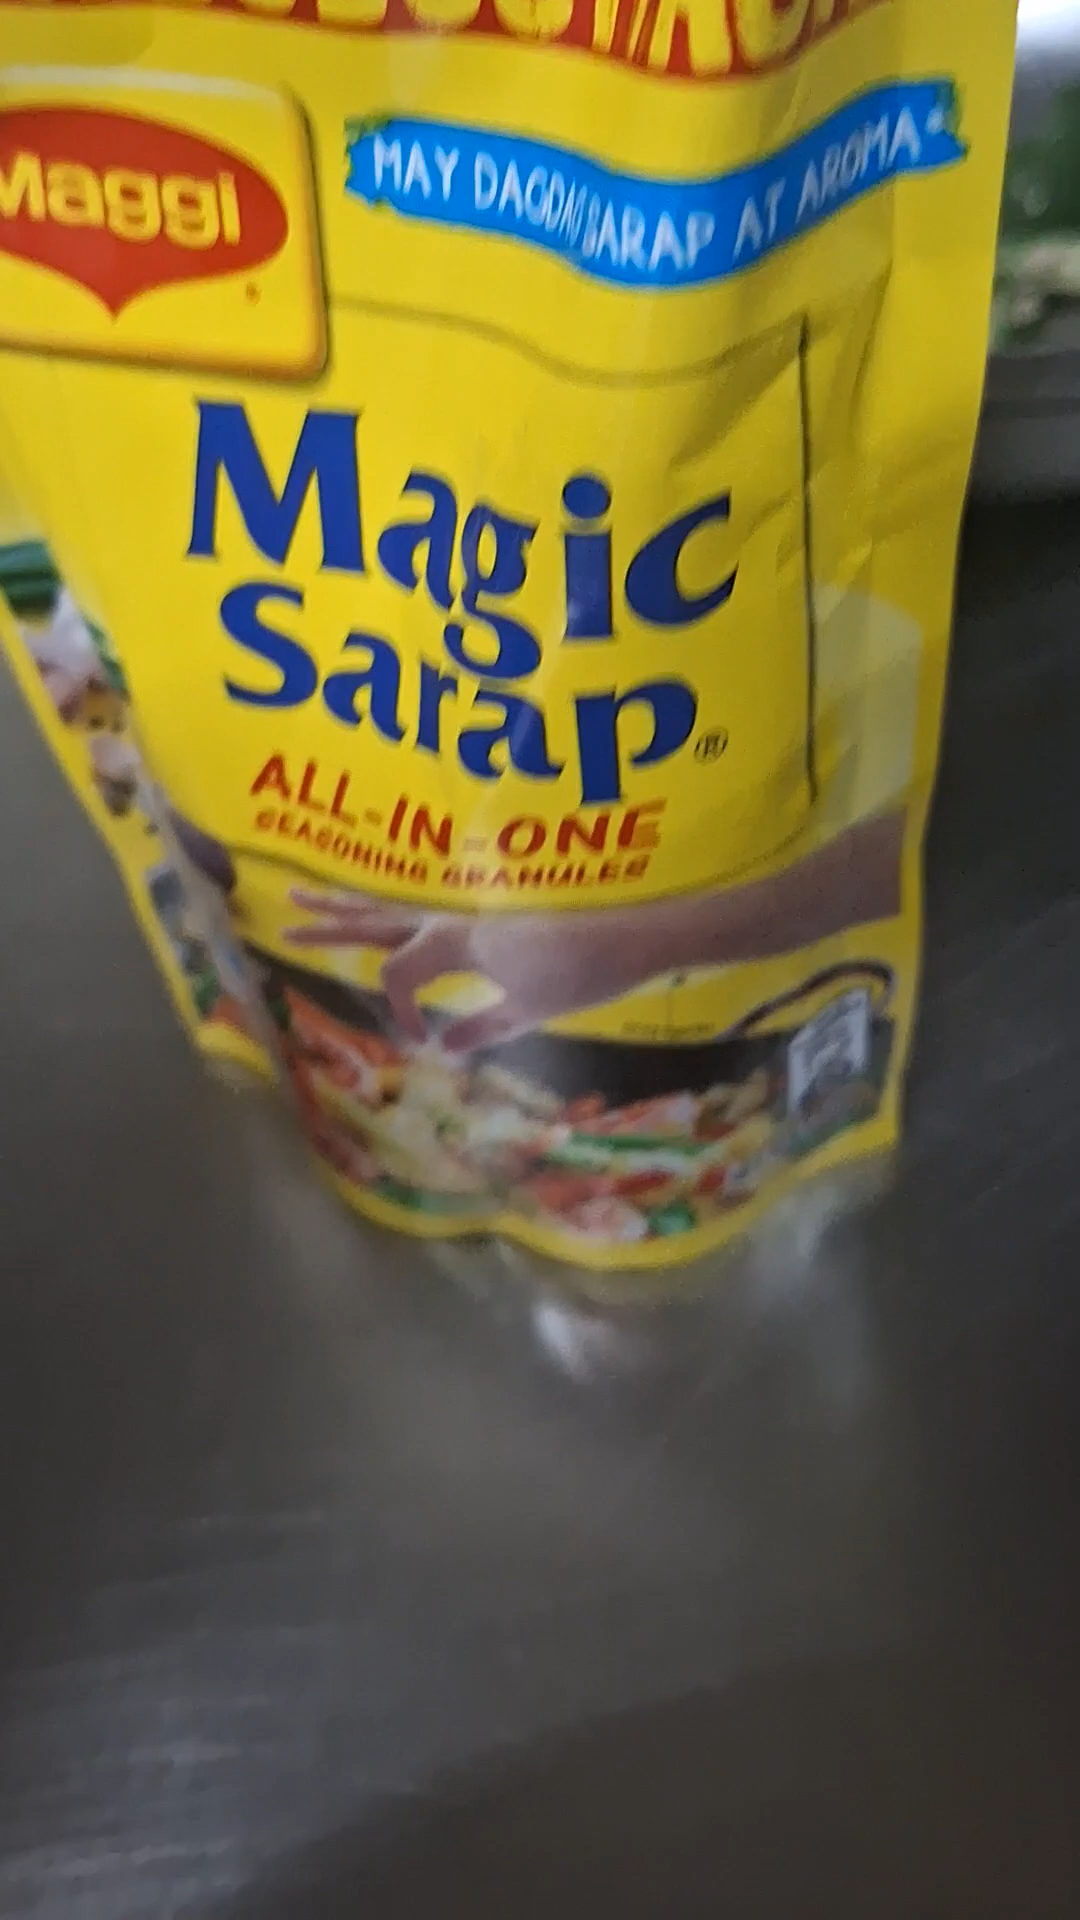 Maggi
MAY DAGDAG SARAP AT AROMA
Magic
Sarap®
ALL-IN-ONE
SEASONING GRANULES